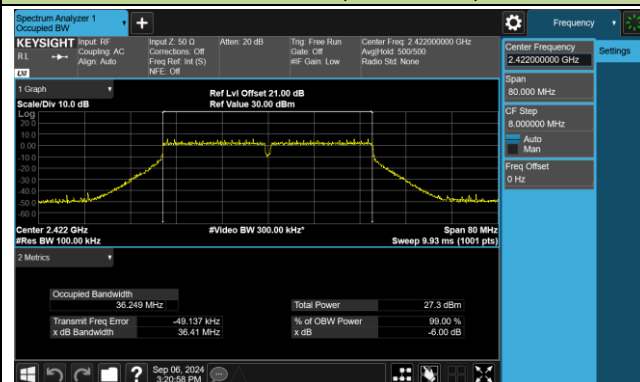 Spectrum Analyzer 1
Occupied BW
Frequency
KEYSIGHT
RL
LXI
Input: RF
Coupling: AC
Align: Auto
Input Z: 50 Ω
Corrections: Off
Freq Ref: Int (S)
NFE: Off
Atten: 20 dB
Trig: Free Run
Gate: Off
#IF Gain: Low
Center Freq: 2.422000000 GHz
Avg|Hold: 500/500
Radio Std: None
Center Frequency
2.422000000 GHz
Settings
Span
80.000 MHz
CF Step
8.000000 MHz
Auto
Man
Freq Offset
0 Hz
1 Graph
Scale/Div 10.0 dB
Ref Lvl Offset 21.00 dB
Ref Value 30.00 dBm
Log
20.0
10.0
0.00
-10.0
-20.0
-30.0
-40.0
-50.0
-60.0
Center 2.422 GHz
#Res BW 100.00 kHz
#Video BW 300.00 kHz*
Span 80 MHz
Sweep 9.93 ms (1001 pts)
2 Metrics
Occupied Bandwidth
36.249 MHz
Total Power 27.3 dBm
Transmit Freq Error -49.137 kHz
% of OBW Power 99.00 %
x dB Bandwidth 36.41 MHz
x dB -6.00 dB
?
Sep 06, 2024
3:20:58 PM